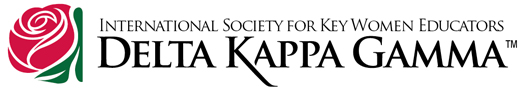 INTERNATIONAL SOCIETY FOR KEY WOMEN EDUCATORS
DELTA KAPPA GAMMA™